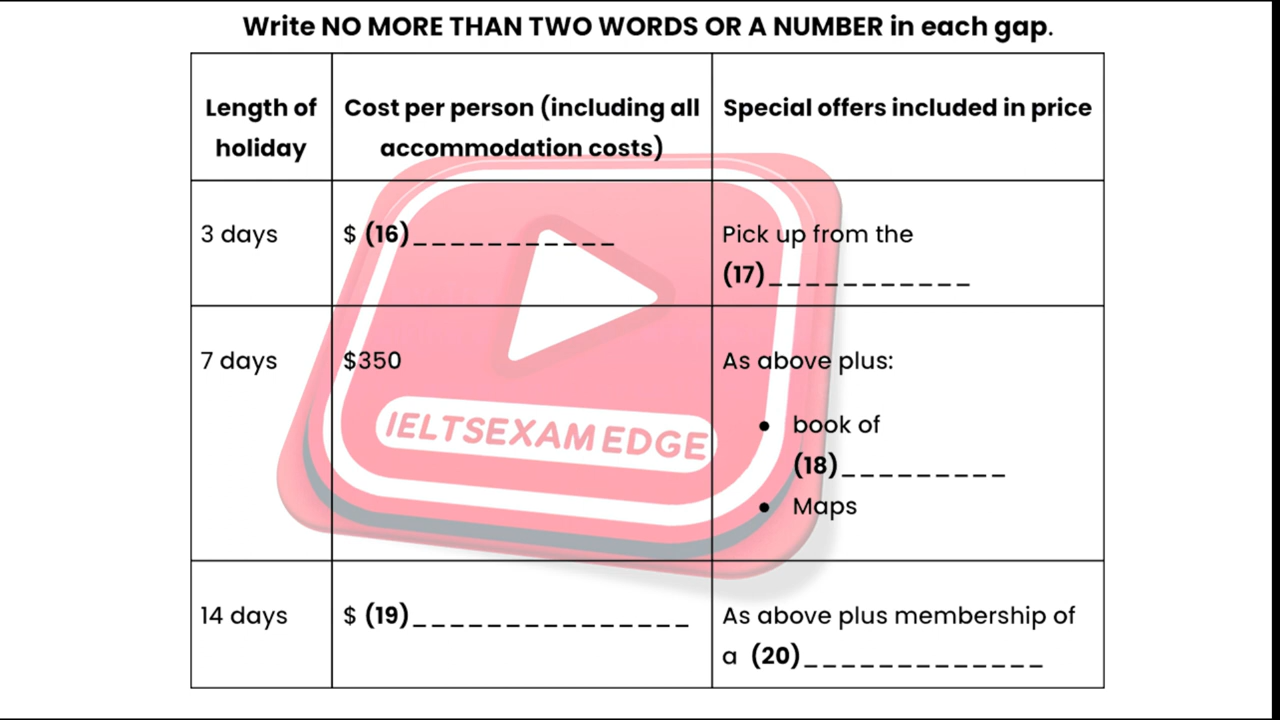 Write NO MORE THAN TWO WORDS OR A NUMBER in each gap.
Length of holiday
Cost per person (including all accommodation costs)
Special offers included in price
3 days
$ (16)___________
Pick up from the
(17)___________
7 days
$350
As above plus:
• book of
(18)_________
• Maps
IELTSEXAM EDGE
14 days
$ (19)_______________
As above plus membership of
a (20)_____________